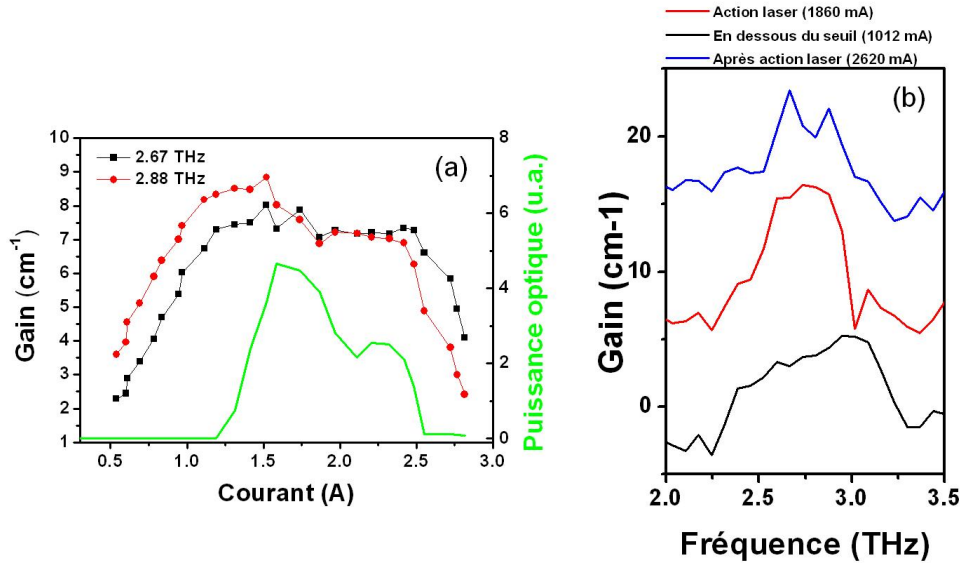 (a)
2.67 THz
2.88 THz
10
9
8
7
6
5
4
3
2
1
Gain (cm⁻¹)
0.5
1.0
1.5
2.0
2.5
3.0
Courant (A)
8
6
4
2
0
Puissance optique (u.a.)
Action laser (1860 mA)
En dessous du seuil (1012 mA)
Après action laser (2620 mA)
(b)
20
10
0
Gain (cm-1)
2.0
2.5
3.0
3.5
Fréquence (THz)